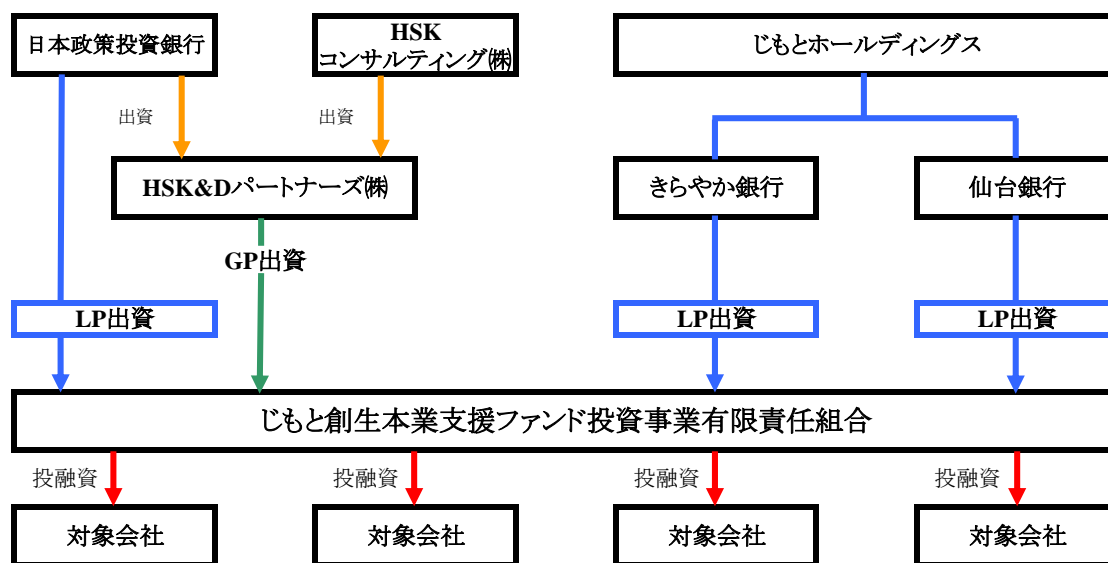 日本政策投資銀行
HSK
コンサルティング㈱
じもとホールディングス
出資
出資
HSK&Dパートナーズ㈱
きらやか銀行
仙台銀行
GP出資
LP出資
LP出資
LP出資
じもと創生本業支援ファンド投資事業有限責任組合
投融資
投融資
投融資
投融資
対象会社
対象会社
対象会社
対象会社